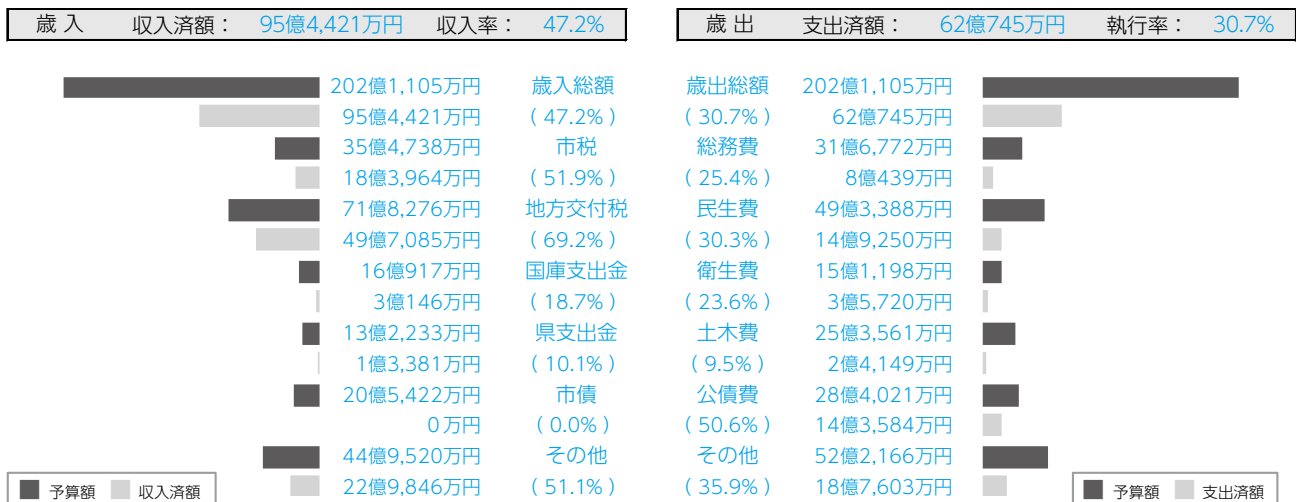 歳入 収入済額： 95億4,421万円 収入率： 47.2%
歳出 支出済額： 62億745万円 執行率： 30.7%
202億1,105万円 歳入総額 歳出総額 202億1,105万円
95億4,421万円 （47.2%） （30.7%） 62億745万円
35億4,738万円 市税 総務費 31億6,772万円
18億3,964万円 （51.9%） （25.4%） 8億439万円
71億8,276万円 地方交付税 民生費 49億3,388万円
49億7,085万円 （69.2%） （30.3%） 14億9,250万円
16億917万円 国庫支出金 衛生費 15億1,198万円
3億146万円 （18.7%） （23.6%） 3億5,720万円
13億2,233万円 県支出金 土木費 25億3,561万円
1億3,381万円 （10.1%） （9.5%） 2億4,149万円
20億5,422万円 市債 公債費 28億4,021万円
0万円 （0.0%） （50.6%） 14億3,584万円
44億9,520万円 その他 その他 52億2,166万円
22億9,846万円 （51.1%） （35.9%） 18億7,603万円
予算額 収入済額
予算額 支出済額